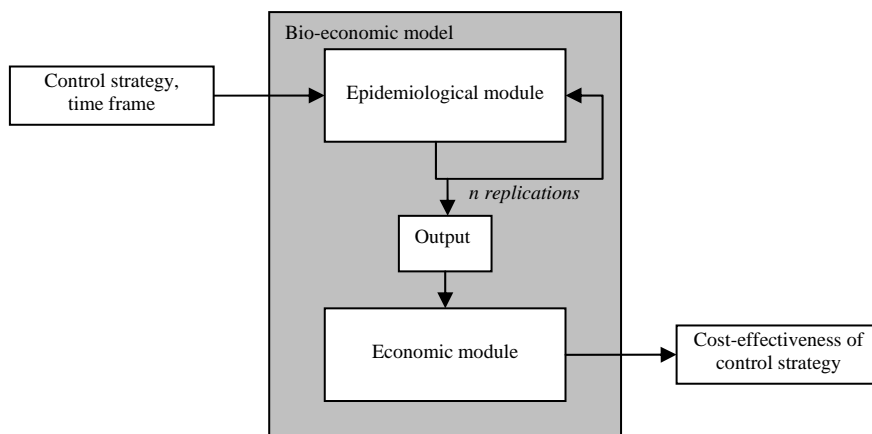 Bio-economic model
Control strategy,
time frame
Epidemiological module
n replications
Output
Economic module
Cost-effectiveness of
control strategy